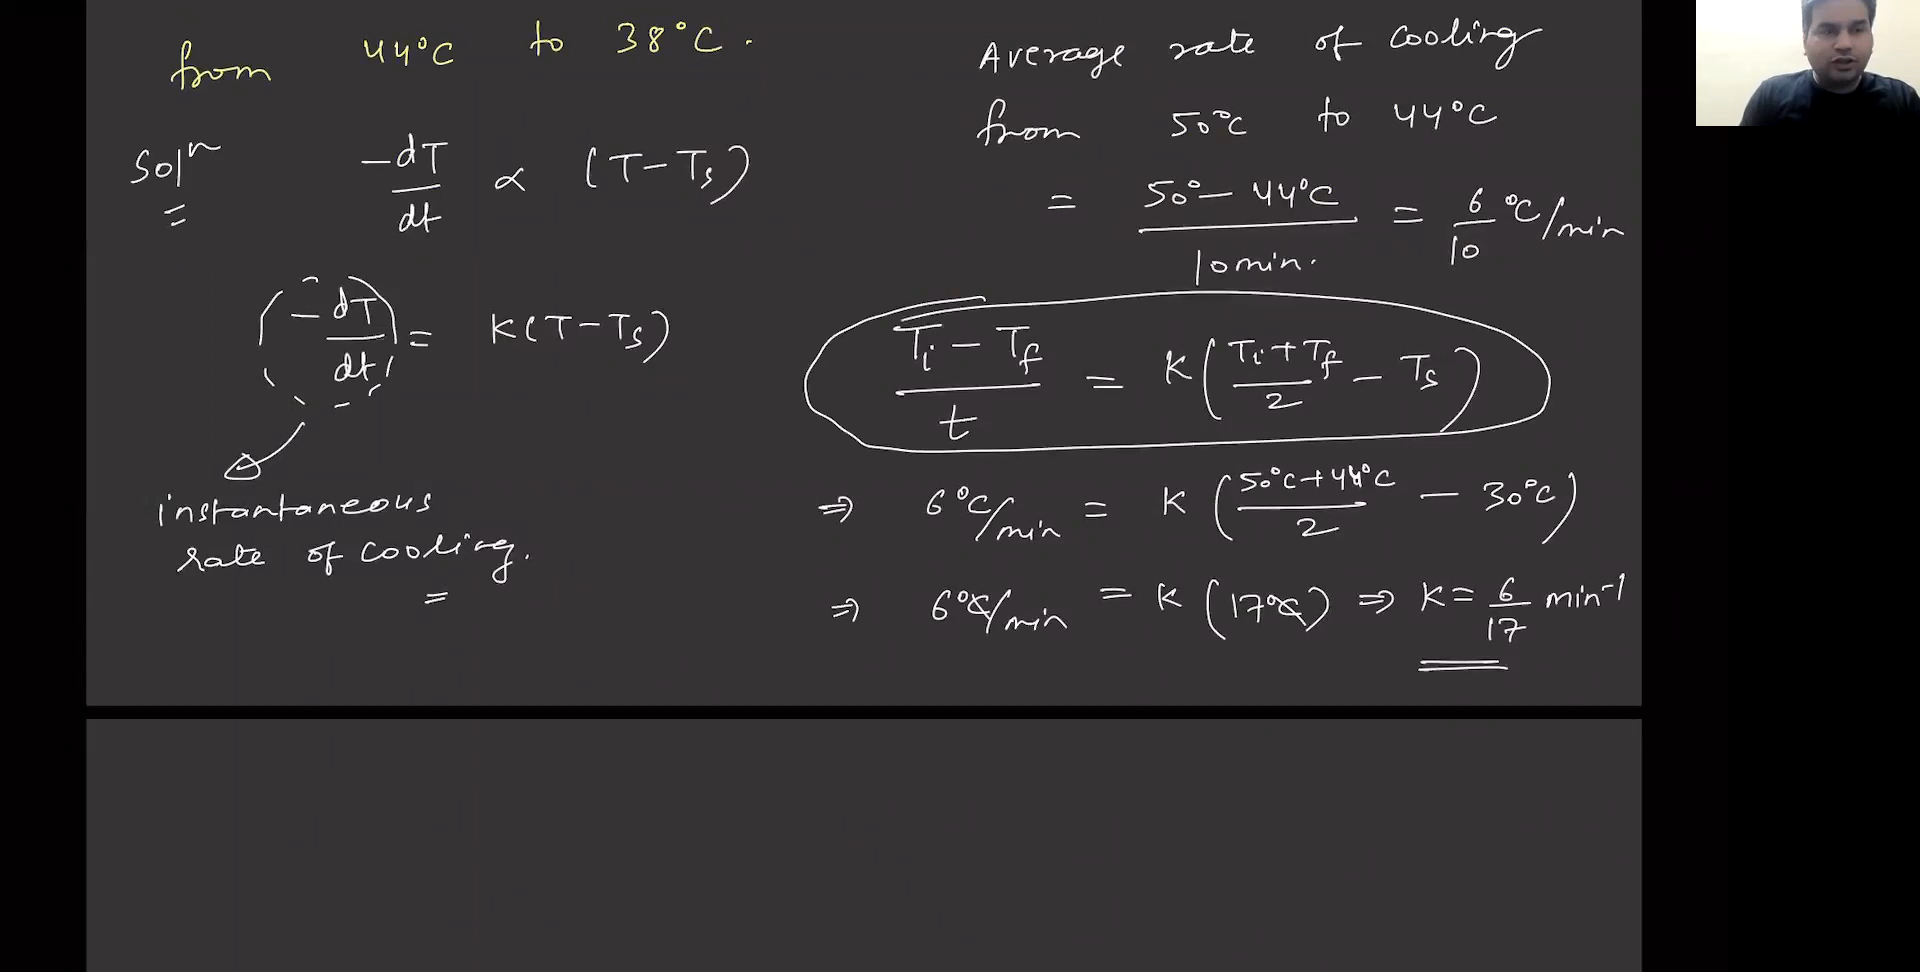 from 44°C to 38°C.
Solⁿ -dT/dt ∝ (T-Ts)
=
(-dT/dt) = K(T-Ts)
instantaneous
rate of cooling.
=
Average rate of cooling
from 50°C to 44°C
= 50°- 44°C / 10min. = 6/10 °C/min
Ti - Tf / t = K(Ti+Tf/2 - Ts)
⇒ 6°C/min = K (50°C+44°C/2 - 30°C)
⇒ 6°C/min = K (17°C) ⇒ K = 6/17 min⁻¹